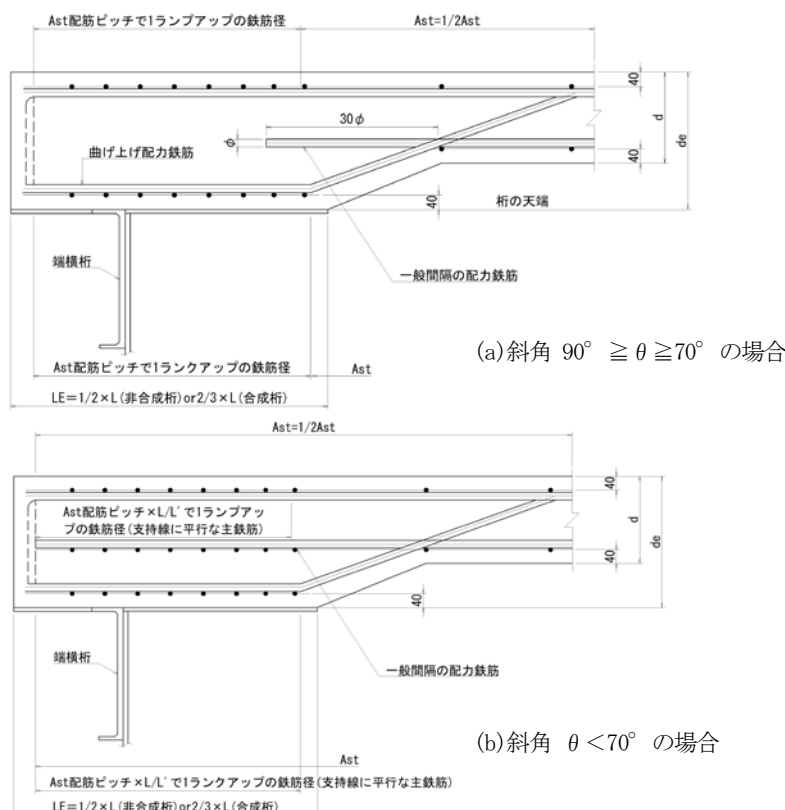 Ast配筋ピッチで1ランプアップの鉄筋径
Ast=1/2Ast
40
30φ
d
de
φ
曲げ上げ配力鉄筋
40
40
桁の天端
端横桁
一般間隔の配力鉄筋
(a)斜角 90° ≧θ≧70° の場合
Ast配筋ピッチで1ランクアップの鉄筋径
Ast
LE=1/2×L(非合成桁)or2/3×L(合成桁)
Ast=1/2Ast
40
Ast配筋ピッチ×L/L'で1ランプアッ
プの鉄筋径(支持線に平行な主鉄筋)
d
de
40
40
端横桁
一般間隔の配力鉄筋
(b)斜角 θ<70° の場合
Ast
Ast配筋ピッチ×L/L'で1ランクアップの鉄筋径(支持線に平行な主鉄筋)
LE=1/2×L(非合成桁)or2/3×L(合成桁)